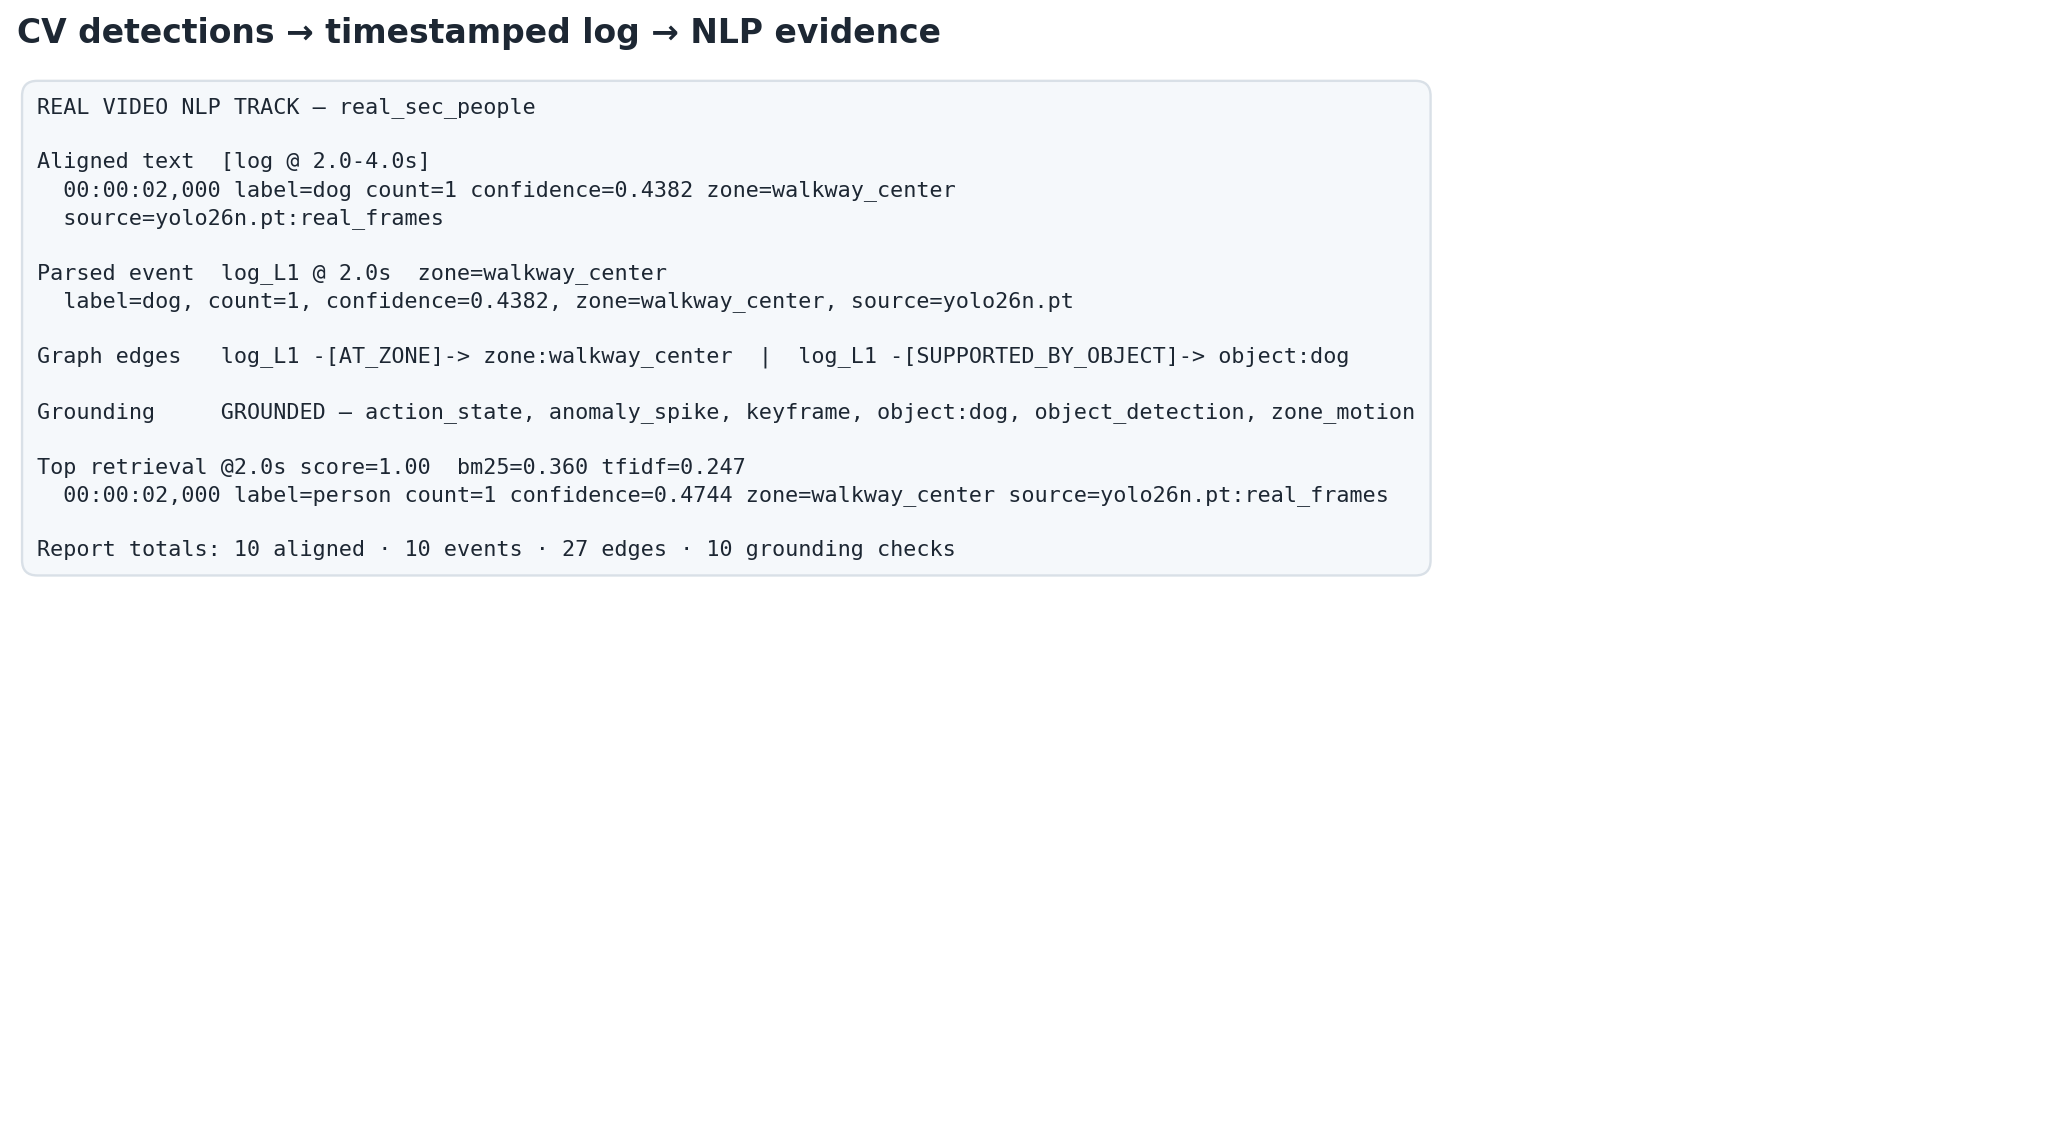 CV detections → timestamped log → NLP evidence
REAL VIDEO NLP TRACK — real_sec_people
Aligned text  [log @ 2.0-4.0s]
00:00:02,000 label=dog count=1 confidence=0.4382 zone=walkway_center
source=yolo26n.pt:real_frames
Parsed event  log_L1 @ 2.0s  zone=walkway_center
label=dog, count=1, confidence=0.4382, zone=walkway_center, source=yolo26n.pt
Graph edges   log_L1 -[AT_ZONE]-> zone:walkway_center  |  log_L1 -[SUPPORTED_BY_OBJECT]-> object:dog
Grounding     GROUNDED — action_state, anomaly_spike, keyframe, object:dog, object_detection, zone_motion
Top retrieval @2.0s score=1.00  bm25=0.360 tfidf=0.247
00:00:02,000 label=person count=1 confidence=0.4744 zone=walkway_center source=yolo26n.pt:real_frames
Report totals: 10 aligned · 10 events · 27 edges · 10 grounding checks